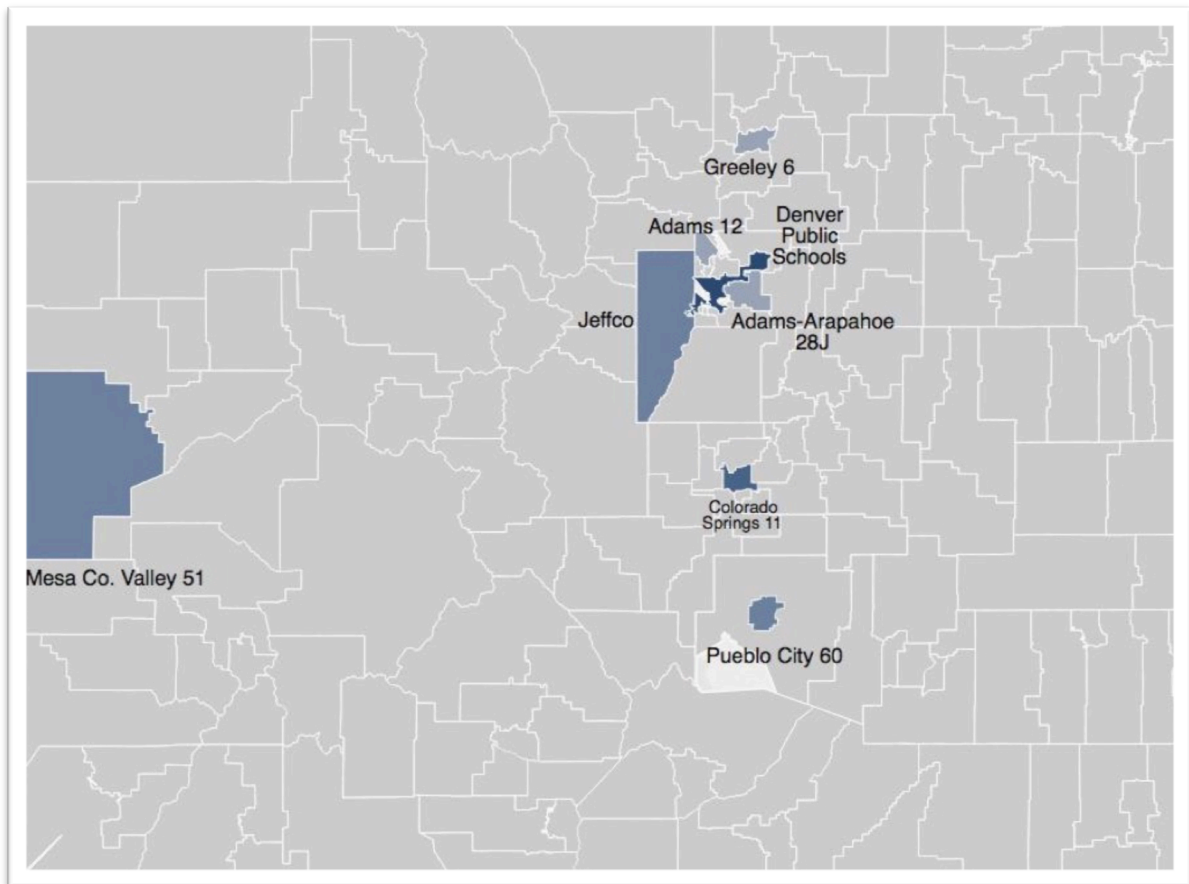 Greeley 6
Adams 12
Denver
Public
Schools
Jeffco
Adams-Arapahoe
28J
Colorado
Springs 11
Mesa Co. Valley 51
Pueblo City 60